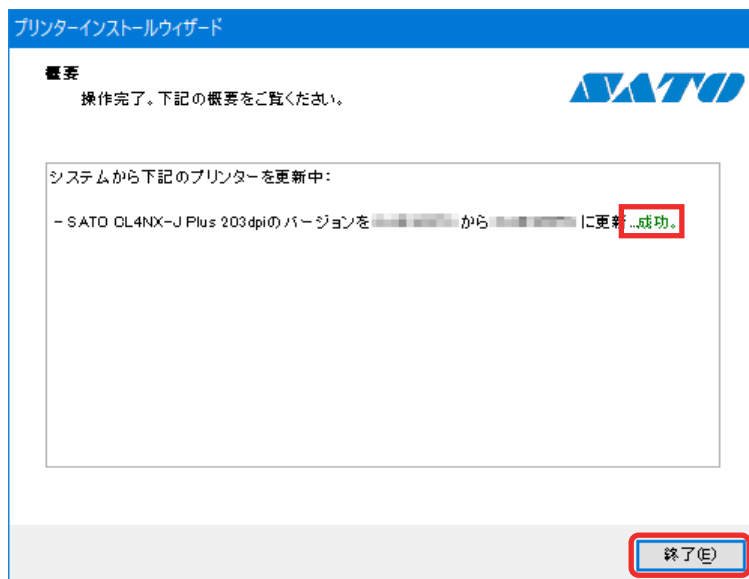 プリンターインストールウィザード
概要
操作完了。下記の概要をご覧ください。
SATO
システムから下記のプリンターを更新中:
- SATO CL4NX-J Plus 203dpiのバージョンを から に更新...成功。
終了(E)